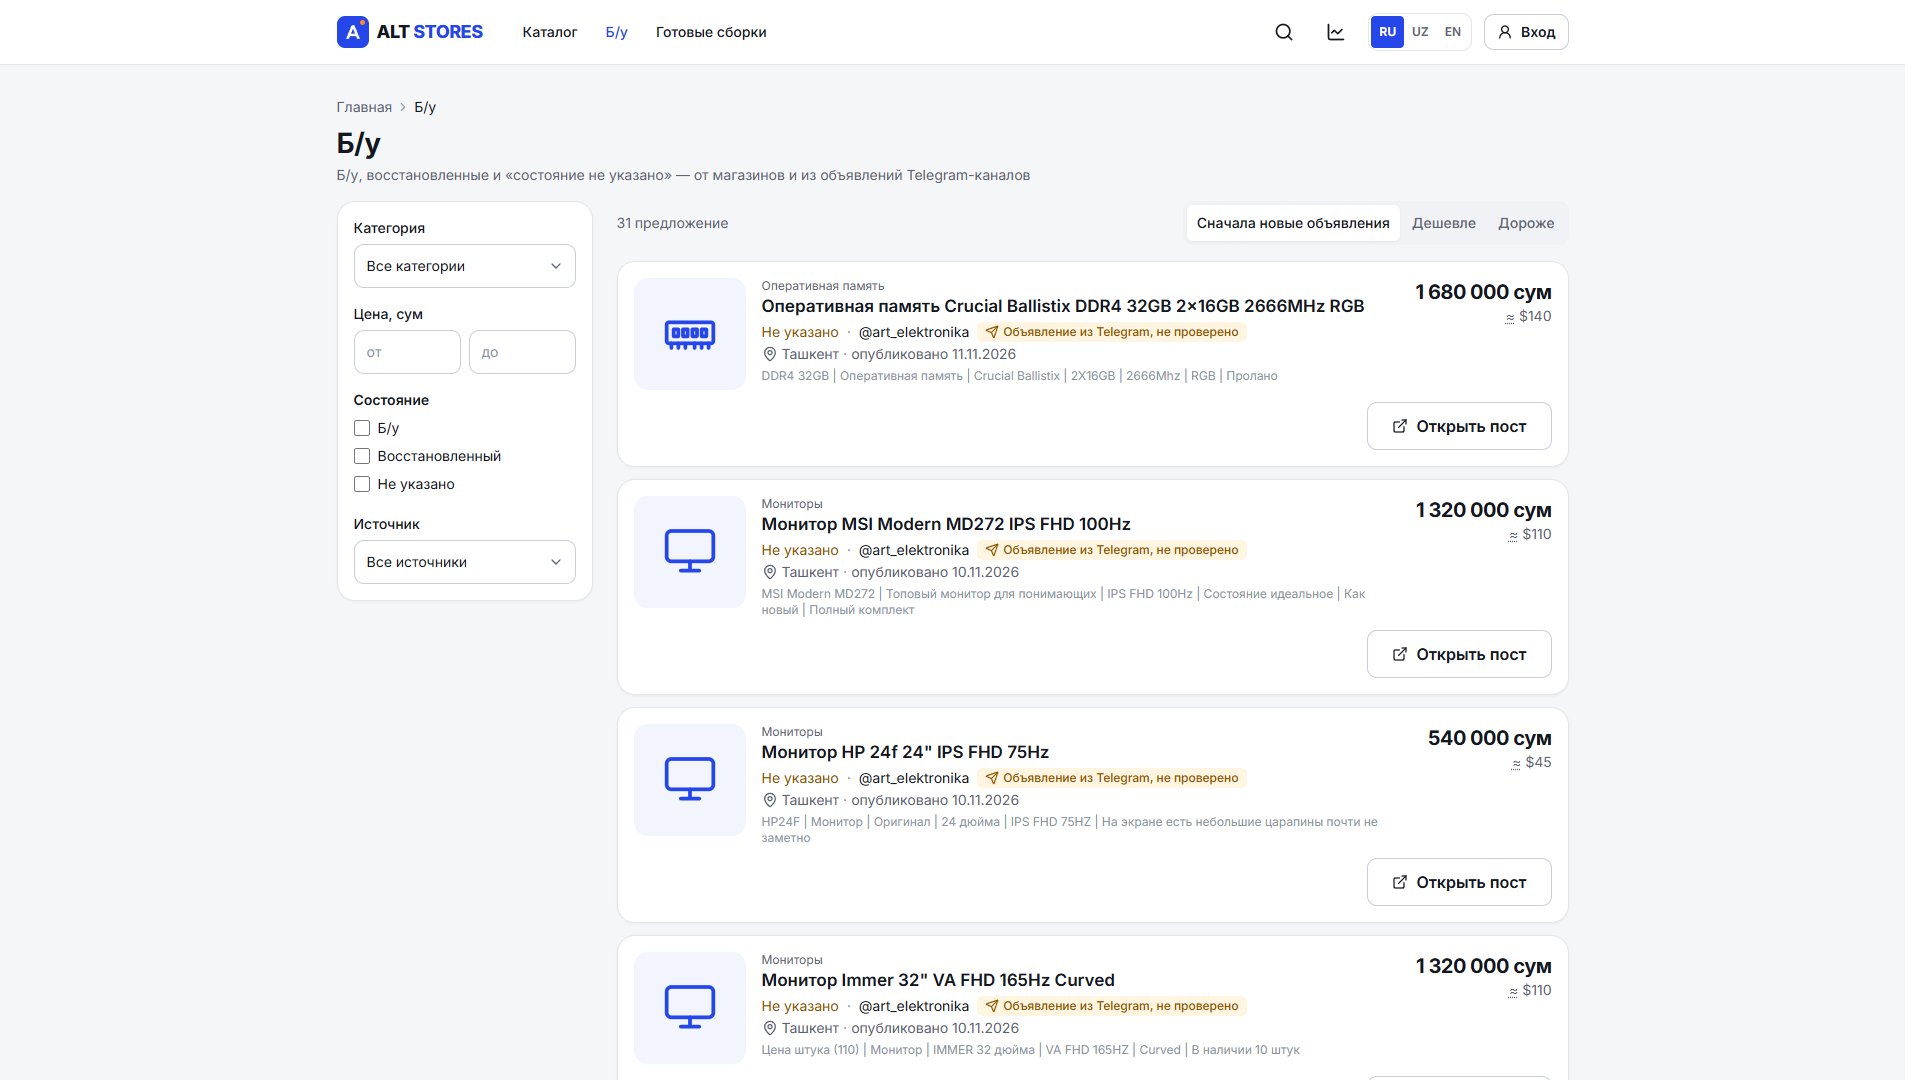 ALT STORES
Каталог
Б/у
Готовые сборки
RU UZ EN
Вход
Главная > Б/у
Б/у
Б/у, восстановленные и «состояние не указано» — от магазинов и из объявлений Telegram-каналов
Категория
Все категории
Цена, сум
от
до
Состояние
Б/у
Восстановленный
Не указано
Источник
Все источники
31 предложение
Сначала новые объявления
Дешевле
Дороже
Оперативная память
Оперативная память Crucial Ballistix DDR4 32GB 2×16GB 2666MHz RGB
Не указано · @art_elektronika Объявление из Telegram, не проверено
Ташкент · опубликовано 11.11.2026
DDR4 32GB | Оперативная память | Crucial Ballistix | 2X16GB | 2666Mhz | RGB | Пролано
1 680 000 сум
≈ $140
Открыть пост
Мониторы
Монитор MSI Modern MD272 IPS FHD 100Hz
Не указано · @art_elektronika Объявление из Telegram, не проверено
Ташкент · опубликовано 10.11.2026
MSI Modern MD272 | Топовый монитор для понимающих | IPS FHD 100Hz | Состояние идеальное | Как
новый | Полный комплект
1 320 000 сум
≈ $110
Открыть пост
Мониторы
Монитор HP 24f 24" IPS FHD 75Hz
Не указано · @art_elektronika Объявление из Telegram, не проверено
Ташкент · опубликовано 10.11.2026
HP24F | Монитор | Оригинал | 24 дюйма | IPS FHD 75HZ | На экране есть небольшие царапины почти не
заметно
540 000 сум
≈ $45
Открыть пост
Мониторы
Монитор Immer 32" VA FHD 165Hz Curved
Не указано · @art_elektronika Объявление из Telegram, не проверено
Ташкент · опубликовано 10.11.2026
Цена штука (110) | Монитор | IMMER 32 дюйма | VA FHD 165HZ | Curved | В наличии 10 штук
1 320 000 сум
≈ $110